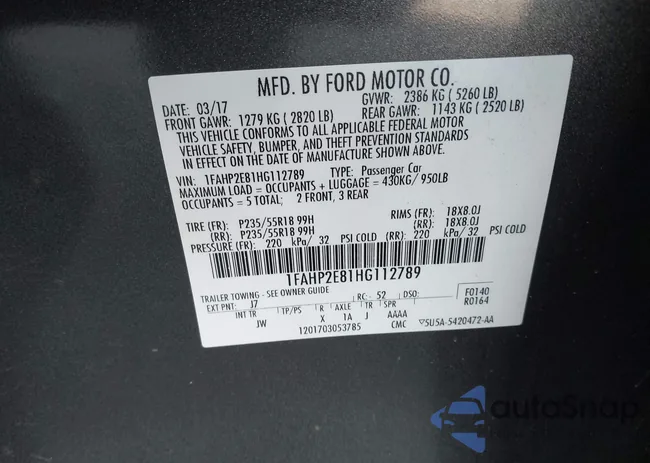 MFD. BY FORD MOTOR CO.
DATE: 03/17 GVWR: 2386 KG ( 5260 LB)
FRONT GAWR: 1279 KG ( 2820 LB) REAR GAWR: 1143 KG ( 2520 LB)
THIS VEHICLE CONFORMS TO ALL APPLICABLE FEDERAL MOTOR
VEHICLE SAFETY, BUMPER, AND THEFT PREVENTION STANDARDS
IN EFFECT ON THE DATE OF MANUFACTURE SHOWN ABOVE.
VIN: 1FAHP2E81HG112789 TYPE: Passenger Car
MAXIMUM LOAD = OCCUPANTS + LUGGAGE = 430KG/ 950LB
OCCUPANTS = 5 TOTAL; 2 FRONT, 3 REAR
TIRE (FR): P235/55R18 99H RIMS (FR): 18X8.0J
(RR): P235/55R18 99H (RR): 18X8.0J
PRESSURE (FR): 220 kPa/ 32 PSI COLD (RR): 220 kPa/ 32 PSI COLD
1FAHP2E81HG112789
TRAILER TOWING - SEE OWNER GUIDE
EXT PNT: J7 RC: 52 DSO: F0140
INT TR TP/PS R AXLE TR SPR R0164
JW X 1A J AAAA
1201703053785 CMC ▽5U5A-5420472-AA
autoSnap